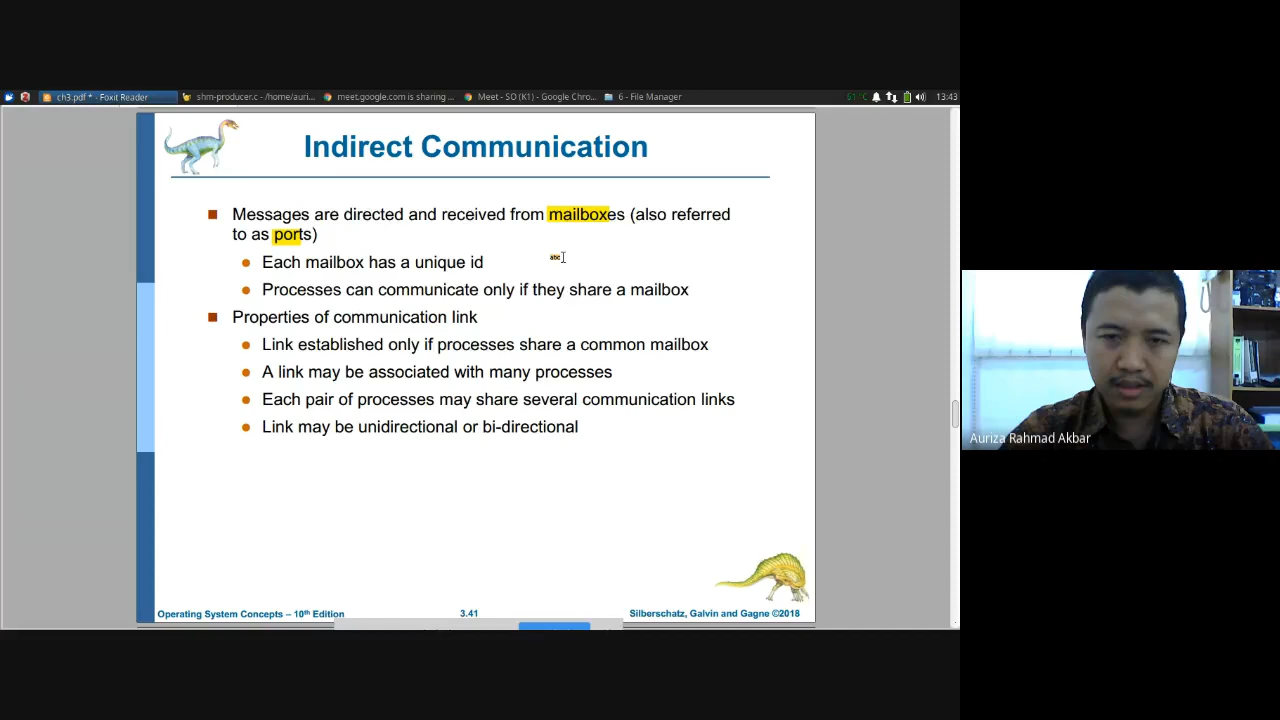 ch3.pdf * - Foxit Reader
shm-producer.c - /home/auri...
meet.google.com is sharing ...
Meet - SO (K1) - Google Chro...
6 - File Manager
61°C
13:43
Indirect Communication
Messages are directed and received from mailboxes (also referred
to as ports)
Each mailbox has a unique id
abc
Processes can communicate only if they share a mailbox
Properties of communication link
Link established only if processes share a common mailbox
A link may be associated with many processes
Each pair of processes may share several communication links
Link may be unidirectional or bi-directional
Auriza Rahmad Akbar
Operating System Concepts – 10th Edition
3.41
Silberschatz, Galvin and Gagne ©2018